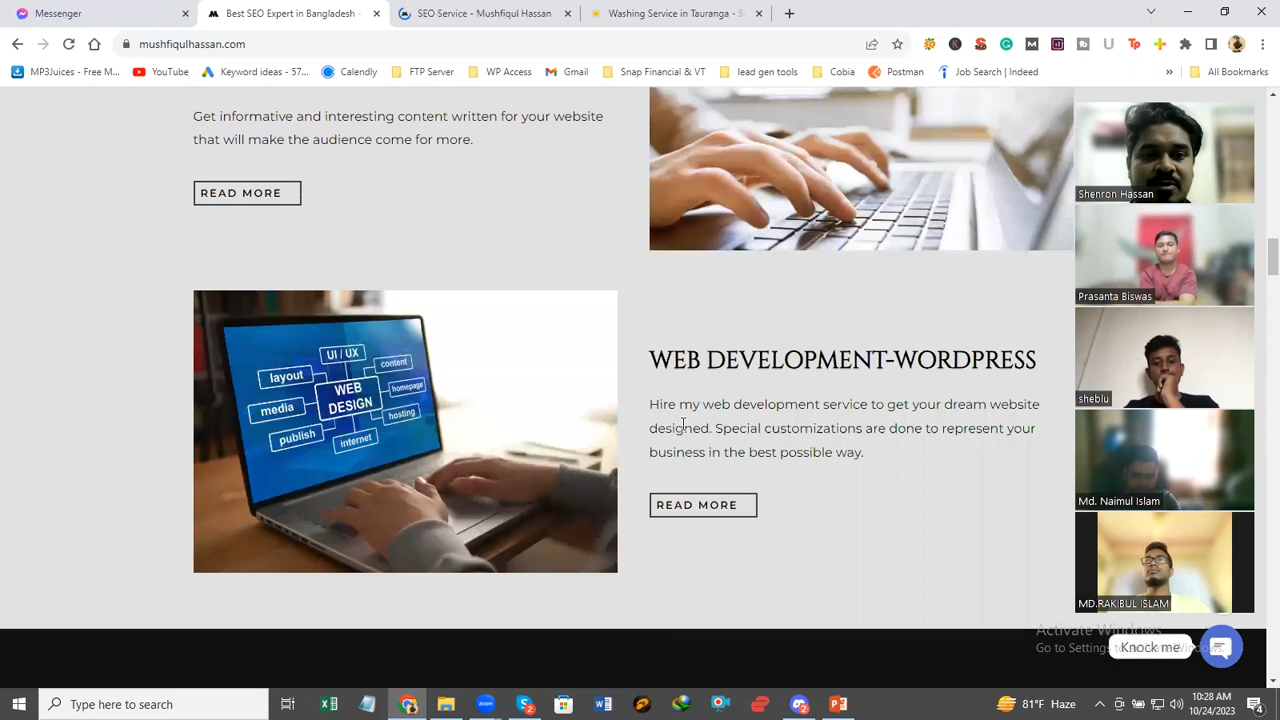 Messenger
Best SEO Expert in Bangladesh -
SEO Service - Mushfiqul Hassan
Washing Service in Tauranga - S
mushfiqulhassan.com
MP3Juices - Free M...
YouTube
Keyword ideas - 57...
Calendly
FTP Server
WP Access
Gmail
Snap Financial & VT
lead gen tools
Cobia
Postman
Job Search | Indeed
All Bookmarks
Get informative and interesting content written for your website
that will make the audience come for more.
READ MORE
UI / UX
layout
content
WEB
DESIGN
homepage
media
hosting
publish
internet
WEB DEVELOPMENT-WORDPRESS
Hire my web development service to get your dream website
designed. Special customizations are done to represent your
business in the best possible way.
READ MORE
Shenron Hassan
Prasanta Biswas
sheblu
Md. Naimul Islam
MD.RAKIBUL ISLAM
Activate Windows
Go to Settings to activate Windows.
Knock me
Type here to search
81°F Haze
10:28 AM
10/24/2023